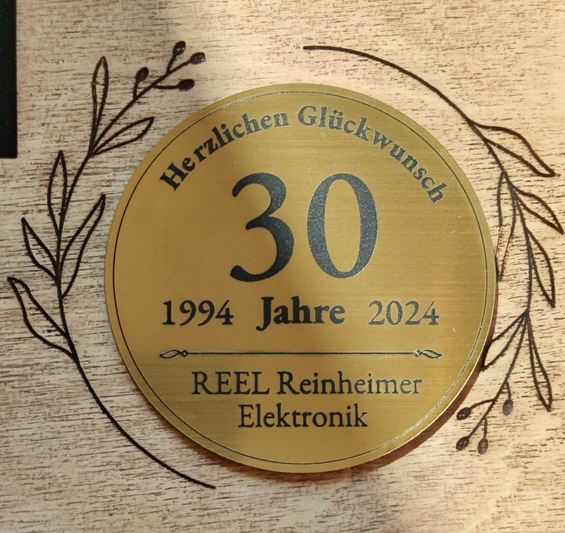 Herzlichen Glückwunsch
30
1994 Jahre 2024
REEL Reinheimer
Elektronik